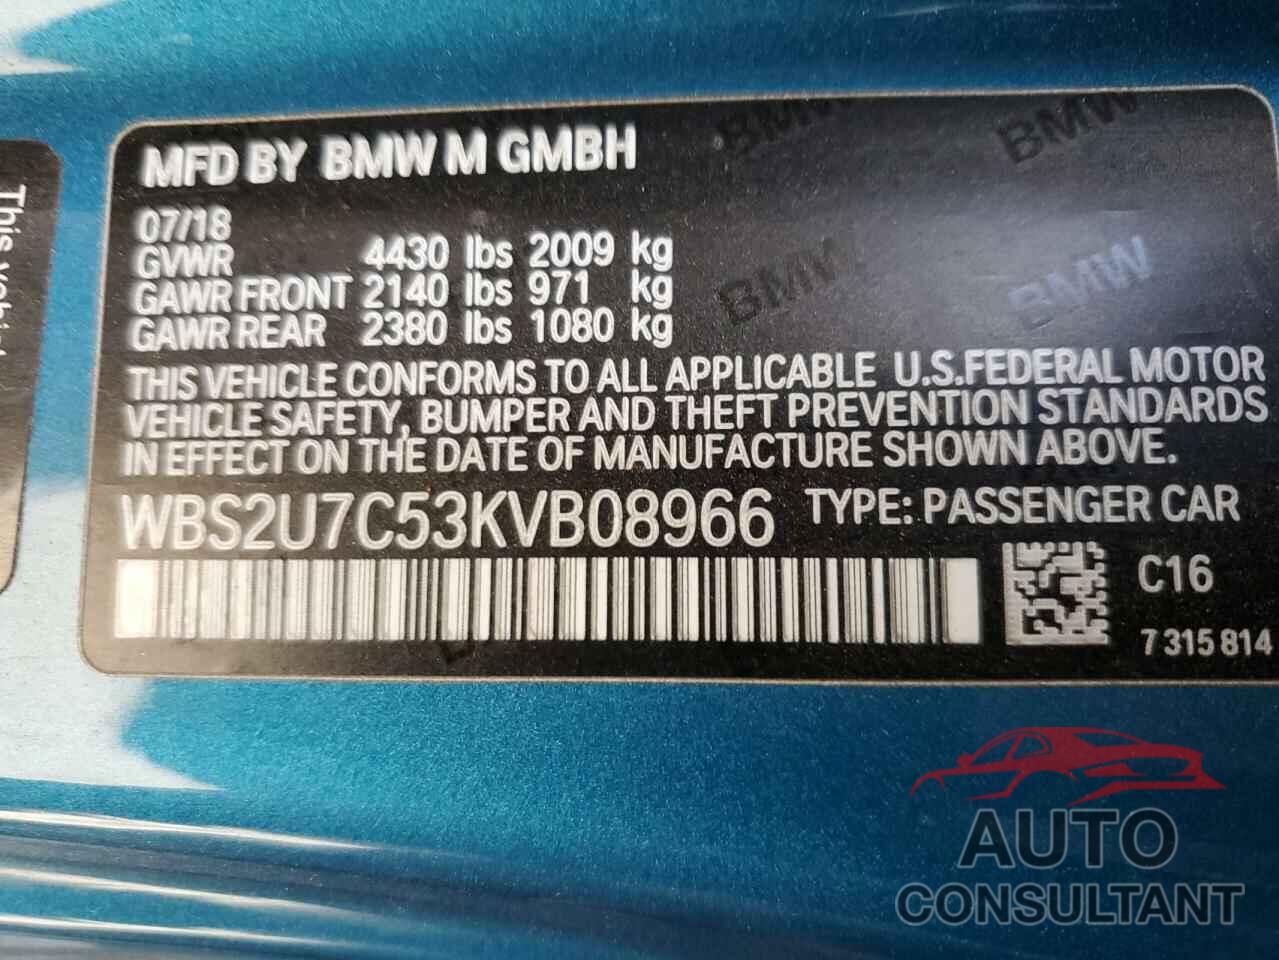 MFD BY BMW M GMBH
07/18
GVWR 4430 lbs 2009 kg
GAWR FRONT 2140 lbs 971 kg
GAWR REAR 2380 lbs 1080 kg
THIS VEHICLE CONFORMS TO ALL APPLICABLE U.S.FEDERAL MOTOR
VEHICLE SAFETY, BUMPER AND THEFT PREVENTION STANDARDS
IN EFFECT ON THE DATE OF MANUFACTURE SHOWN ABOVE.
WBS2U7C53KVB08966 TYPE: PASSENGER CAR
C16
7 315 814
BMW BMW
BMW BMW
This
AUTO
CONSULTANT